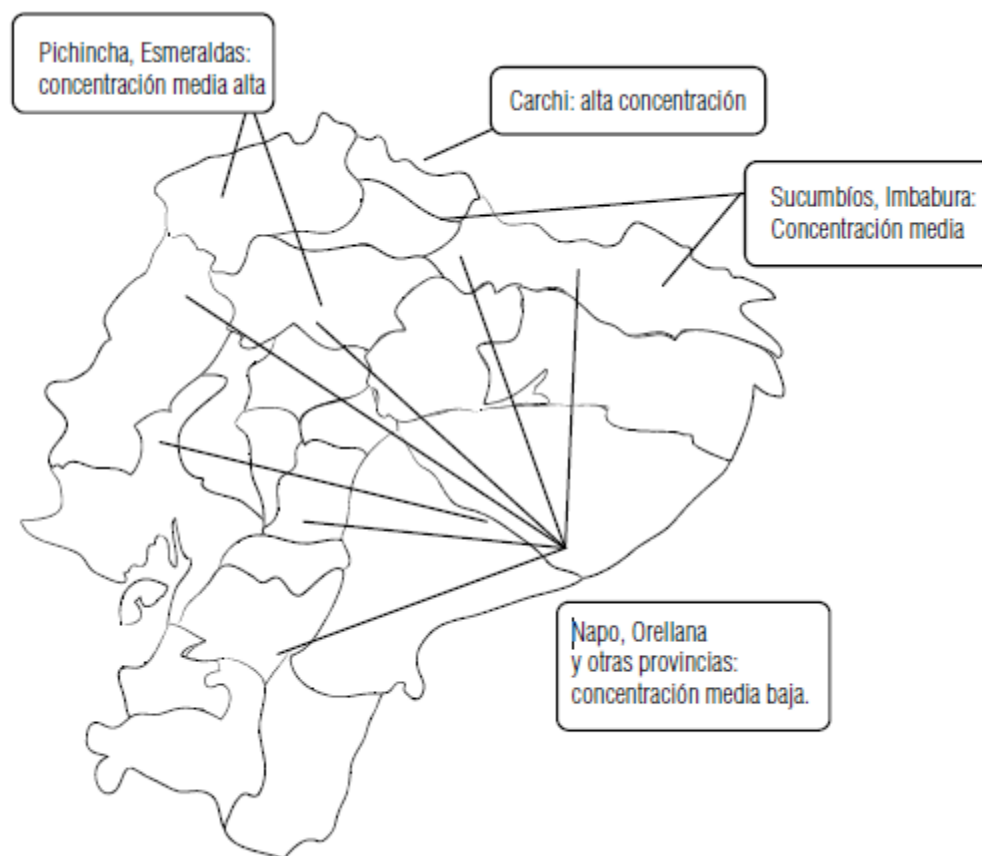 Pichincha, Esmeraldas:
concentración media alta
Carchi: alta concentración
Sucumbíos, Imbabura:
Concentración media
Napo, Orellana
y otras provincias:
concentración media baja.